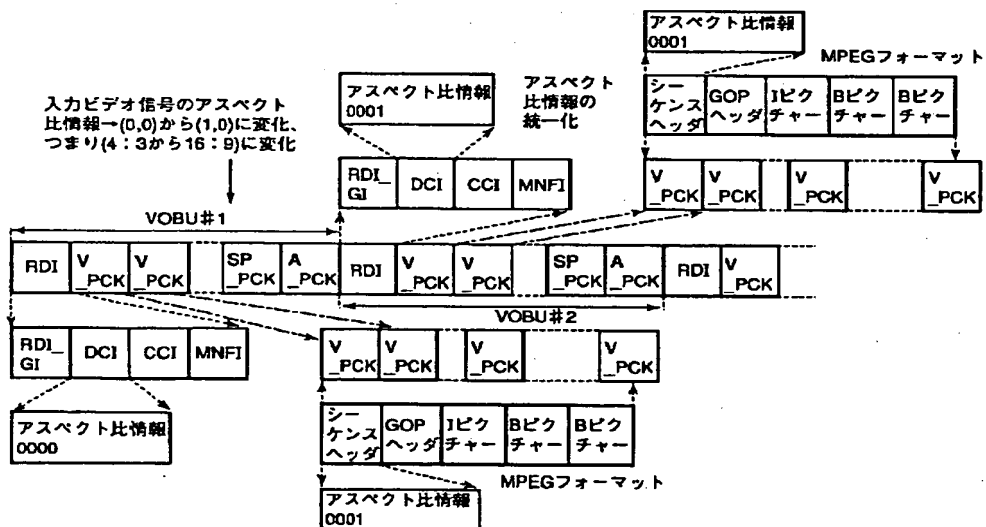 アスペクト比情報
0001
MPEGフォーマット
シー
ケンス
ヘッダ
GOP
ヘッダ
Iピク
チャー
Bピク
チャー
Bピク
チャー
アスペクト比情報
0001
アスペクト
比情報の
統一化
入力ビデオ信号のアスペクト
比情報→(0,0)から(1,0)に変化、
つまり(4：3から16：9)に変化
RDI_
GI
DCI
CCI
MNFI
V
_PCK
V
_PCK
V
_PCK
V
_PCK
VOBU#1
RDI
V
_PCK
V
_PCK
SP
_PCK
A
_PCK
RDI
V
_PCK
V
_PCK
SP
_PCK
A
_PCK
RDI
V
_PCK
VOBU#2
RDI_
GI
DCI
CCI
MNFI
V
_PCK
V
_PCK
V
_PCK
V
_PCK
アスペクト比情報
0000
シー
ケンス
ヘッダ
GOP
ヘッダ
Iピク
チャー
Bピク
チャー
Bピク
チャー
MPEGフォーマット
アスペクト比情報
0001